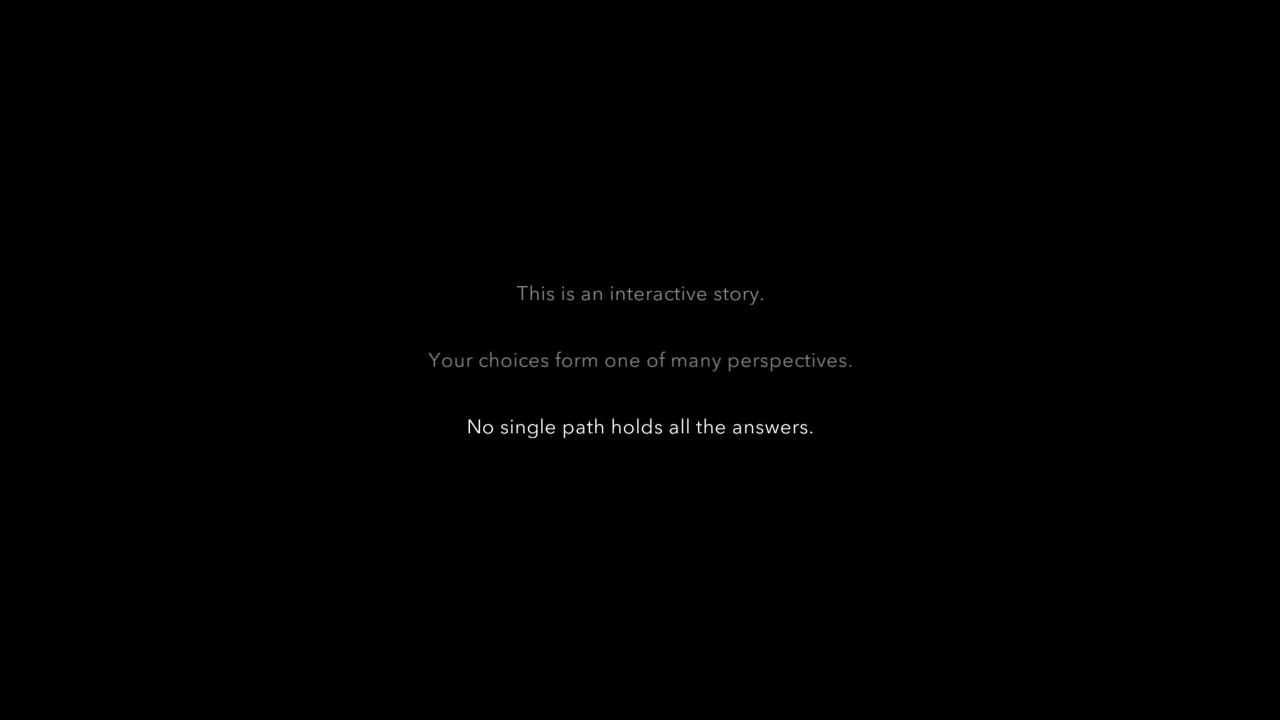 This is an interactive story.
Your choices form one of many perspectives.
No single path holds all the answers.